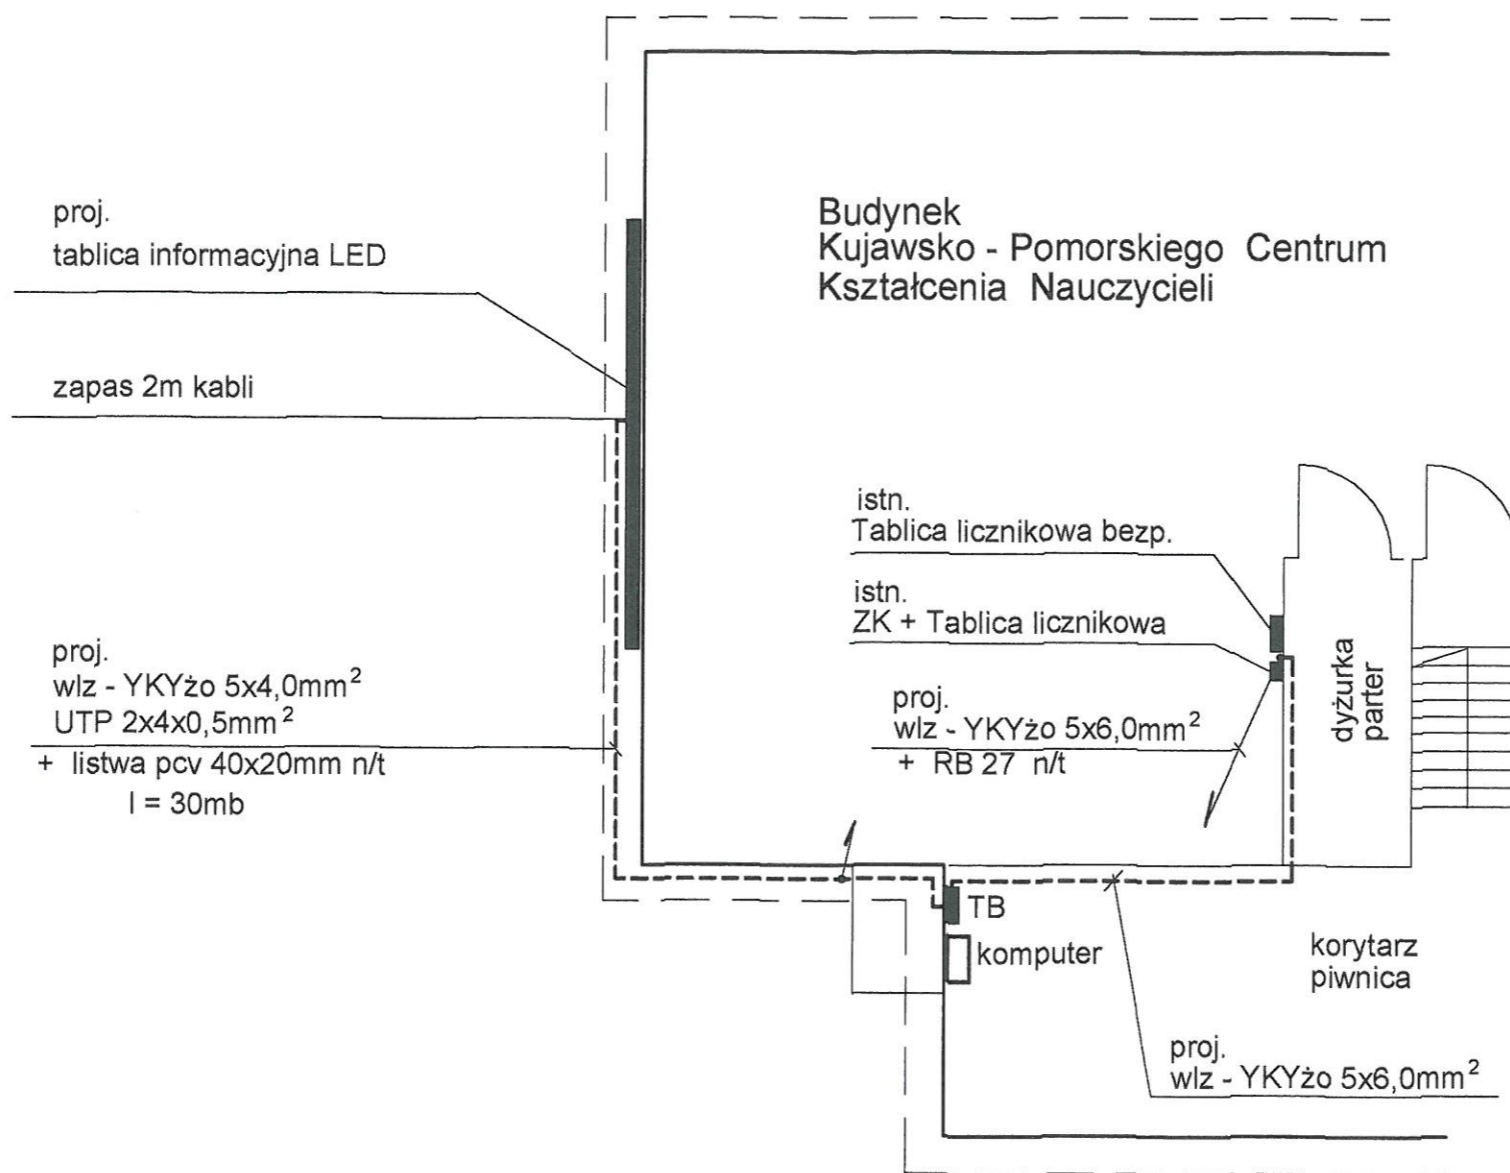 proj.
tablica informacyjna LED
zapas 2m kabli
proj.
wlz - YKYżo 5x4,0mm²
UTP 2x4x0,5mm²
+ listwa pcv 40x20mm n/t
l = 30mb
Budynek
Kujawsko - Pomorskiego Centrum
Kształcenia Nauczycieli
istn.
Tablica licznikowa bezp.
istn.
ZK + Tablica licznikowa
proj.
wlz - YKYżo 5x6,0mm²
+ RB 27 n/t
dyżurka
parter
TB
komputer
korytarz
piwnica
proj.
wlz - YKYżo 5x6,0mm²